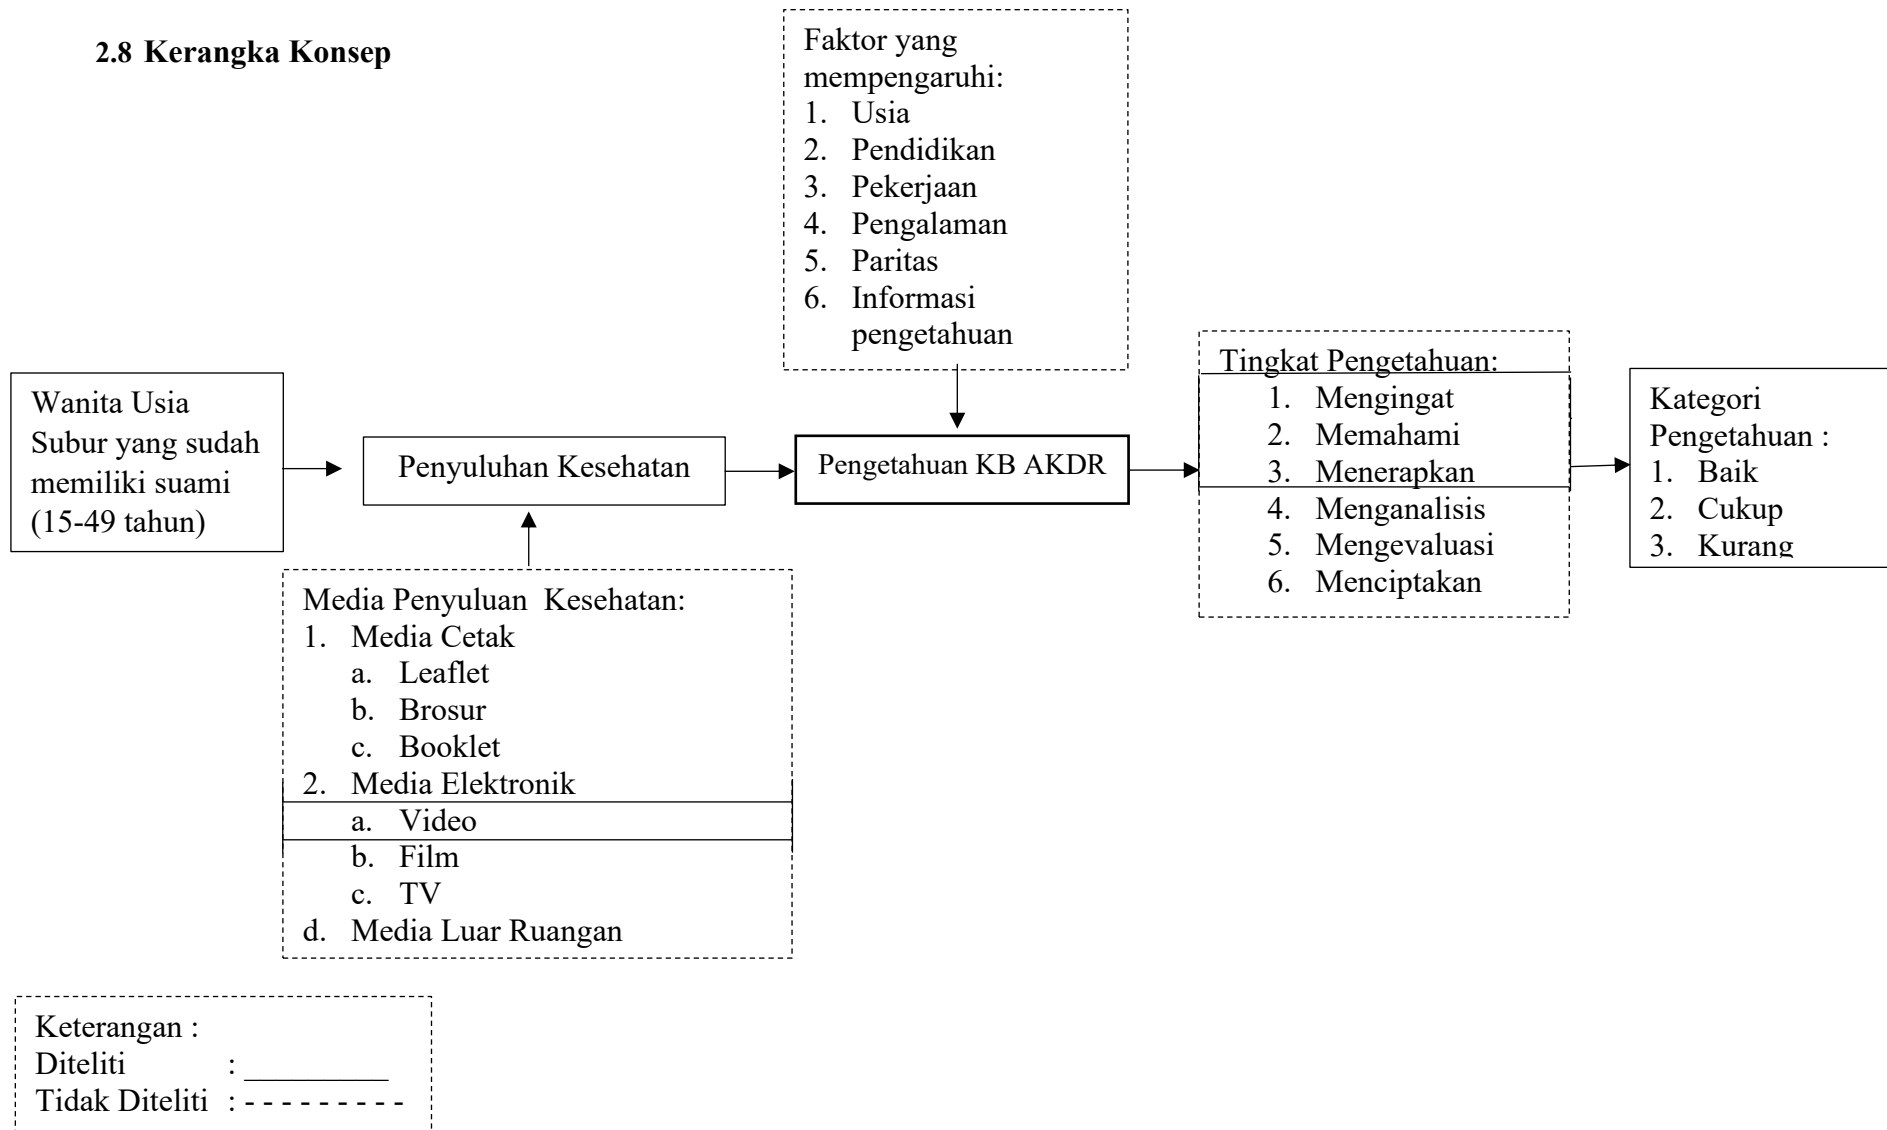 2.8 Kerangka Konsep
Faktor yang
mempengaruhi:
1. Usia
2. Pendidikan
3. Pekerjaan
4. Pengalaman
5. Paritas
6. Informasi
pengetahuan
Wanita Usia
Subur yang sudah
memiliki suami
(15-49 tahun)
Penyuluhan Kesehatan
Pengetahuan KB AKDR
Tingkat Pengetahuan:
1. Mengingat
2. Memahami
3. Menerapkan
4. Menganalisis
5. Mengevaluasi
6. Menciptakan
Kategori
Pengetahuan :
1. Baik
2. Cukup
3. Kurang
Media Penyuluan Kesehatan:
1. Media Cetak
a. Leaflet
b. Brosur
c. Booklet
2. Media Elektronik
a. Video
b. Film
c. TV
d. Media Luar Ruangan
Keterangan :
Diteliti : _________
Tidak Diteliti : - - - - - - - - -